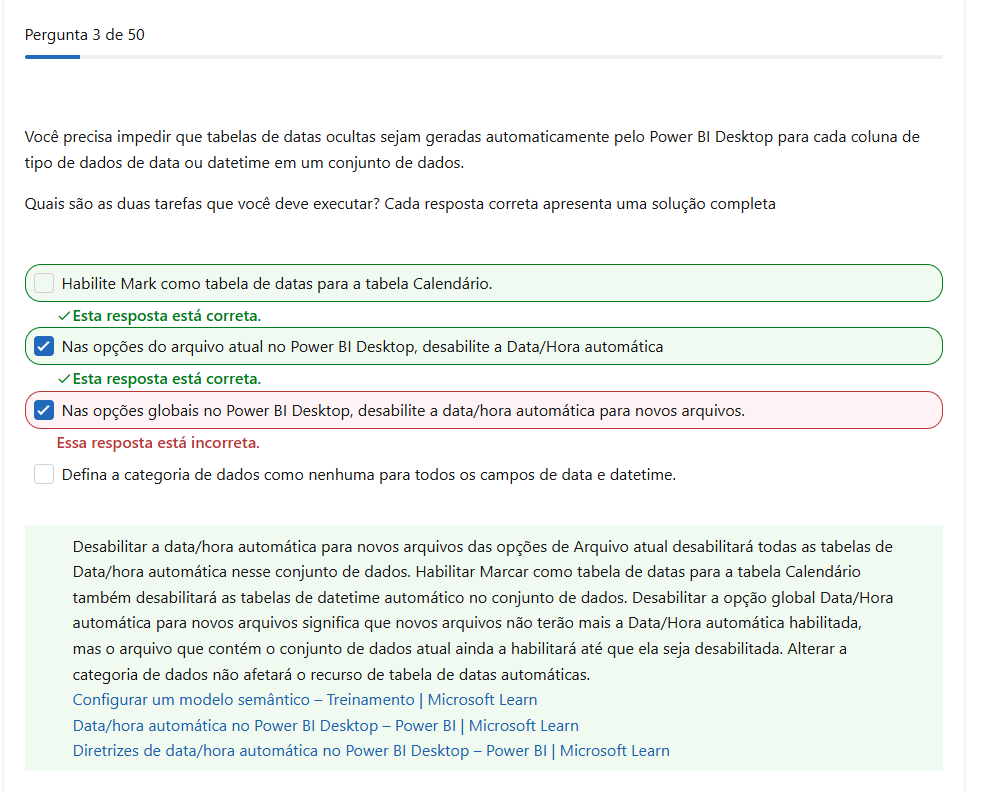 Pergunta 3 de 50
Você precisa impedir que tabelas de datas ocultas sejam geradas automaticamente pelo Power BI Desktop para cada coluna de
tipo de dados de data ou datetime em um conjunto de dados.
Quais são as duas tarefas que você deve executar? Cada resposta correta apresenta uma solução completa
Habilite Mark como tabela de datas para a tabela Calendário.
Esta resposta está correta.
Nas opções do arquivo atual no Power BI Desktop, desabilite a Data/Hora automática
Esta resposta está correta.
Nas opções globais no Power BI Desktop, desabilite a data/hora automática para novos arquivos.
Essa resposta está incorreta.
Defina a categoria de dados como nenhuma para todos os campos de data e datetime.
Desabilitar a data/hora automática para novos arquivos das opções de Arquivo atual desabilitará todas as tabelas de
Data/hora automática nesse conjunto de dados. Habilitar Marcar como tabela de datas para a tabela Calendário
também desabilitará as tabelas de datetime automático no conjunto de dados. Desabilitar a opção global Data/Hora
automática para novos arquivos significa que novos arquivos não terão mais a Data/Hora automática habilitada,
mas o arquivo que contém o conjunto de dados atual ainda a habilitará até que ela seja desabilitada. Alterar a
categoria de dados não afetará o recurso de tabela de datas automáticas.
Configurar um modelo semântico – Treinamento | Microsoft Learn
Data/hora automática no Power BI Desktop – Power BI | Microsoft Learn
Diretrizes de data/hora automática no Power BI Desktop – Power BI | Microsoft Learn